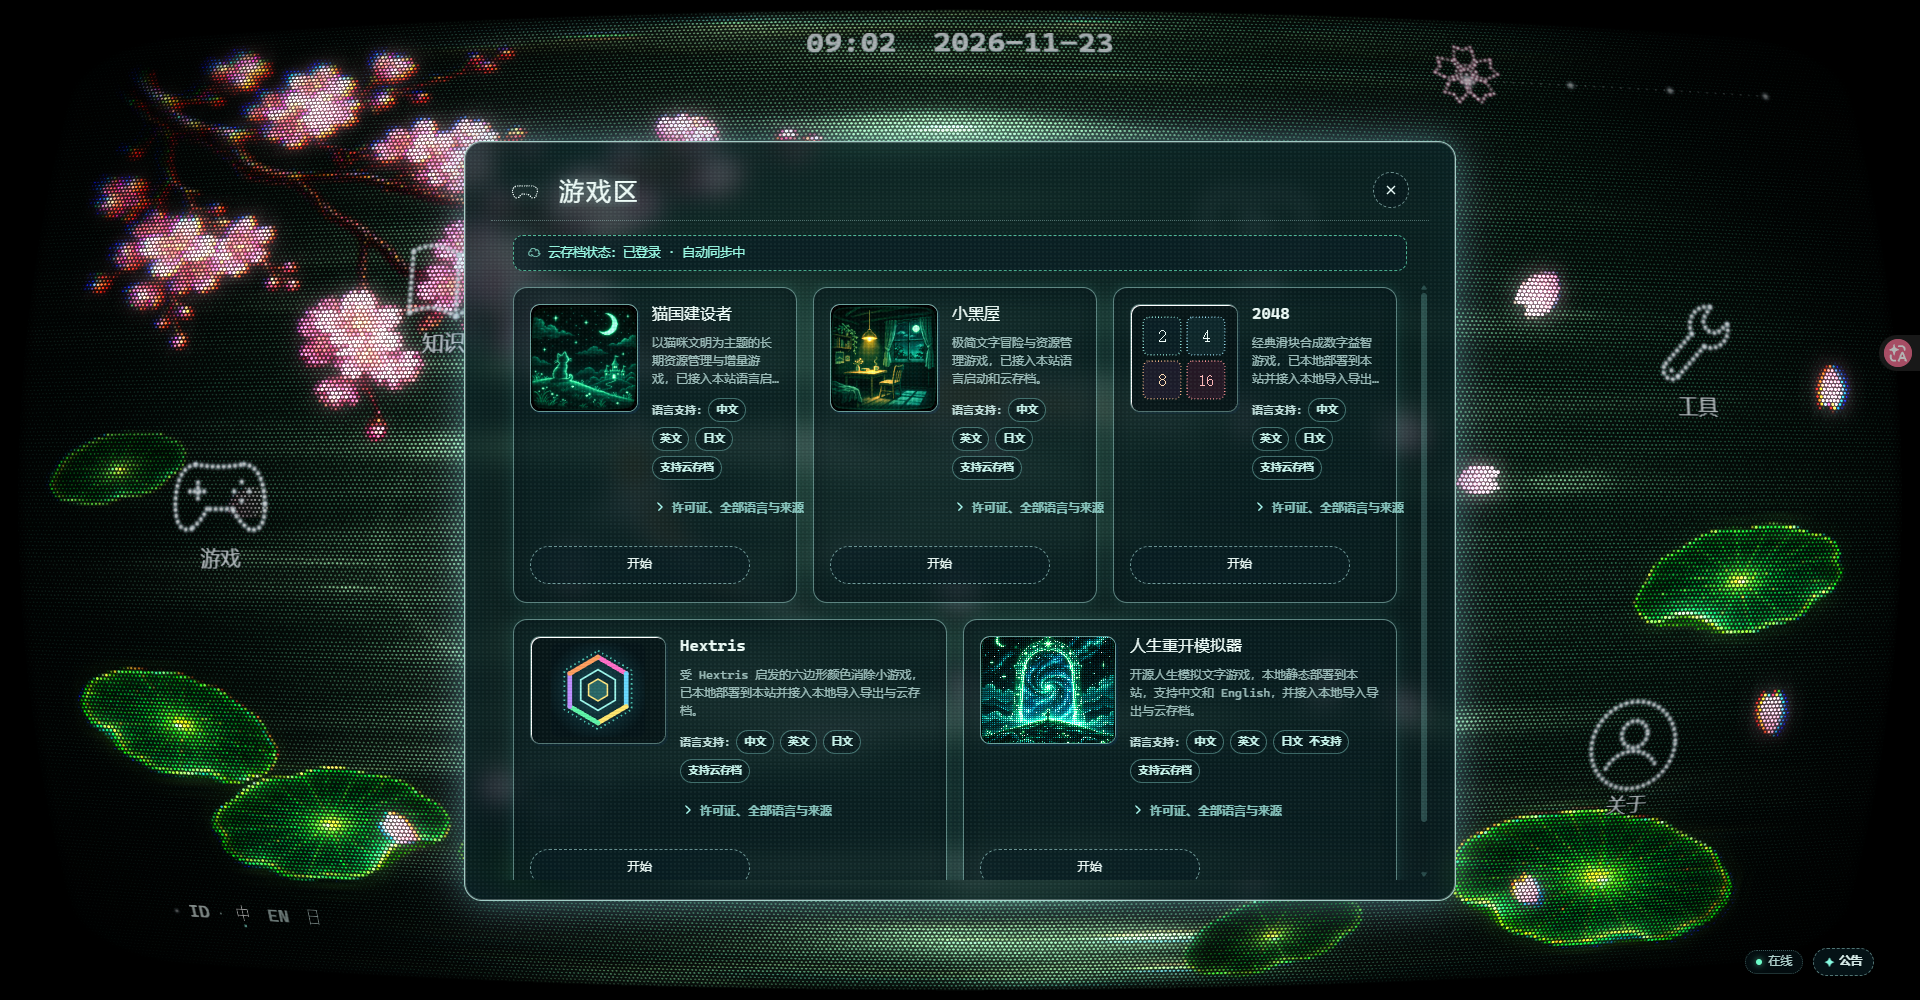 09:02 2026-11-23
游戏区
×
云存档状态: 已登录 · 自动同步中
猫国建设者
以猫咪文明为主题的长
期资源管理与增量游
戏，已接入本站语言启…
语言支持: 中文
英文 日文
支持云存档
许可证、全部语言与来源
开始
小黑屋
极简文字冒险与资源管
理游戏，已接入本站语
言启动和云存档。
语言支持: 中文
英文 日文
支持云存档
许可证、全部语言与来源
开始
2 4
8 16
2048
经典滑块合成数字益智
游戏，已本地部署到本
站并接入本地导入导出…
语言支持: 中文
英文 日文
支持云存档
许可证、全部语言与来源
开始
Hextris
受 Hextris 启发的六边形颜色消除小游戏，
已本地部署到本站并接入本地导入导出与云存
档。
语言支持: 中文 英文 日文
支持云存档
许可证、全部语言与来源
开始
人生重开模拟器
开源人生模拟文字游戏，本地静态部署到本
站，支持中文和 English，并接入本地导入导
出与云存档。
语言支持: 中文 英文 日文 不支持
支持云存档
许可证、全部语言与来源
开始
知识
游戏
工具
关于
ID · 中 EN 日
在线
公告